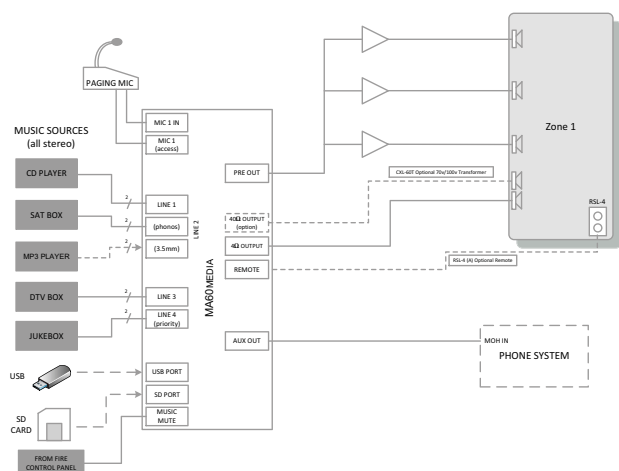 PAGING MIC
MUSIC SOURCES
(all stereo)
CD PLAYER
SAT BOX
MP3 PLAYER
DTV BOX
JUKEBOX
USB
SD
CARD
FROM FIRE
CONTROL PANEL
2
2
2
2
2
MIC 1 IN
MIC 1
(access)
LINE 1
(phonos)
(3.5mm)
LINE 2
LINE 3
LINE 4
(priority)
USB PORT
SD PORT
MUSIC
MUTE
MA60MEDIA
PRE OUT
40Ω OUTPUT
(option)
4Ω OUTPUT
REMOTE
AUX OUT
CXL-60T Optional 70v/100v Transformer
RSL-4 (A) Optional Remote
Zone 1
RSL-4
MOH IN
PHONE SYSTEM